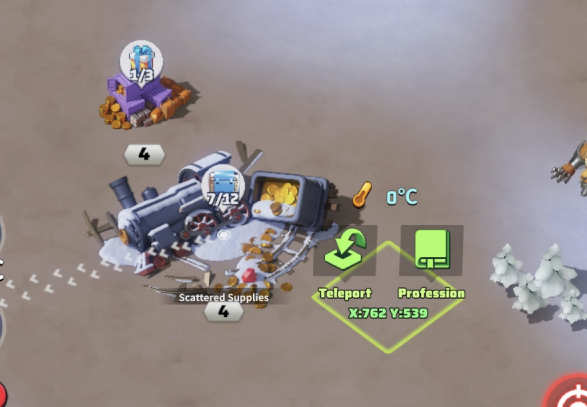 1/3
4
7/12
0°C
Teleport
Profession
Scattered Supplies
X:762 Y:539
4